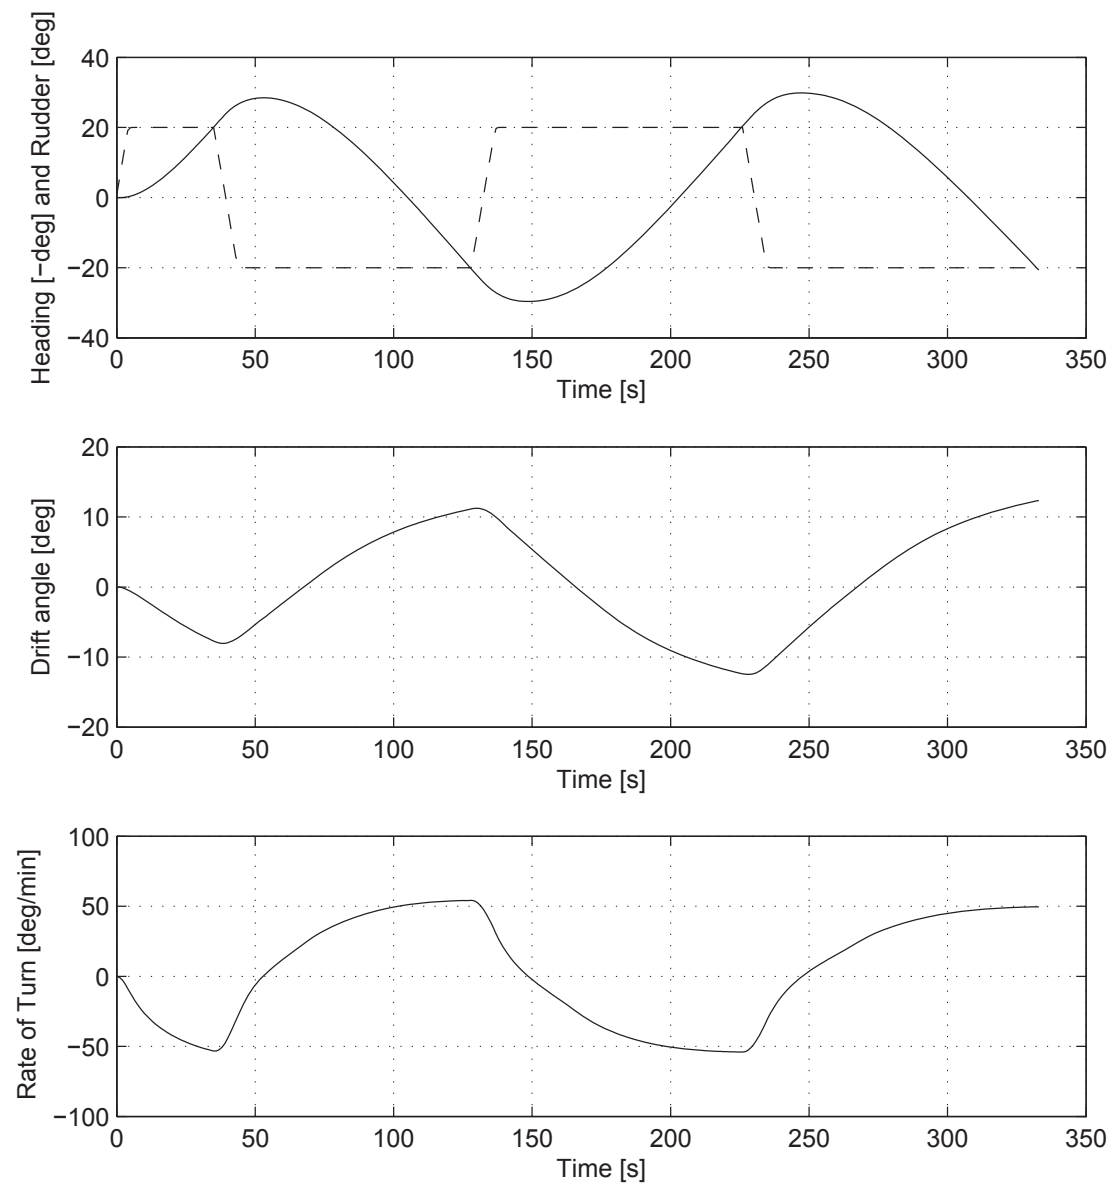 Heading [−deg] and Rudder [deg]
40
20
0
−20
−40
0 50 100 150 200 250 300 350
Time [s]
Drift angle [deg]
20
10
0
−10
−20
0 50 100 150 200 250 300 350
Time [s]
Rate of Turn [deg/min]
100
50
0
−50
−100
0 50 100 150 200 250 300 350
Time [s]